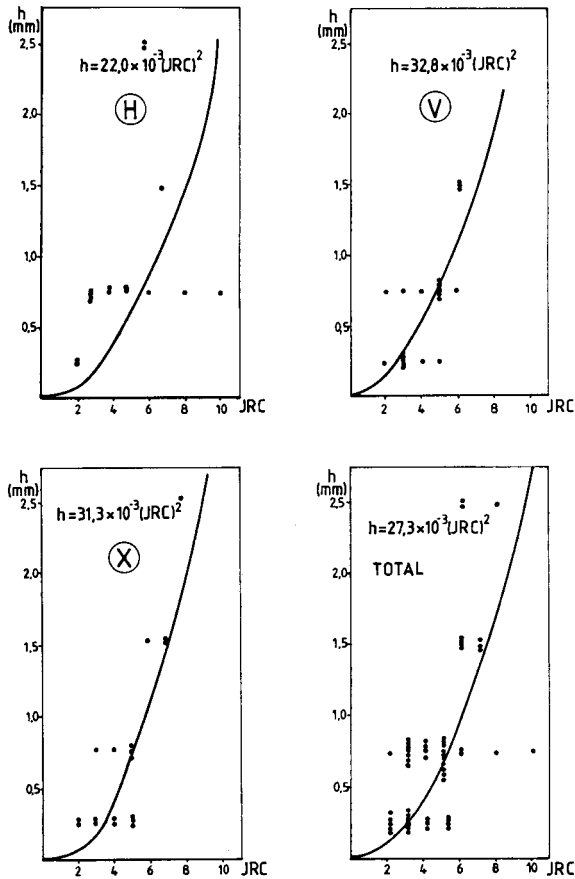 h
(mm)
2,5
h=22,0×10⁻³(JRC)²
H
2,0
1,5
1,0
0,5
2 4 6 8 10 JRC
h
(mm)
2,5
h=32,8×10⁻³(JRC)²
V
2,0
1,5
1,0
0,5
2 4 6 8 10 JRC
h
(mm)
2,5
h=31,3×10⁻³(JRC)²
X
2,0
1,5
1,0
0,5
2 4 6 8 10 JRC
h
(mm)
2,5
h=27,3×10⁻³(JRC)²
TOTAL
2,0
1,5
1,0
0,5
2 4 6 8 10 JRC